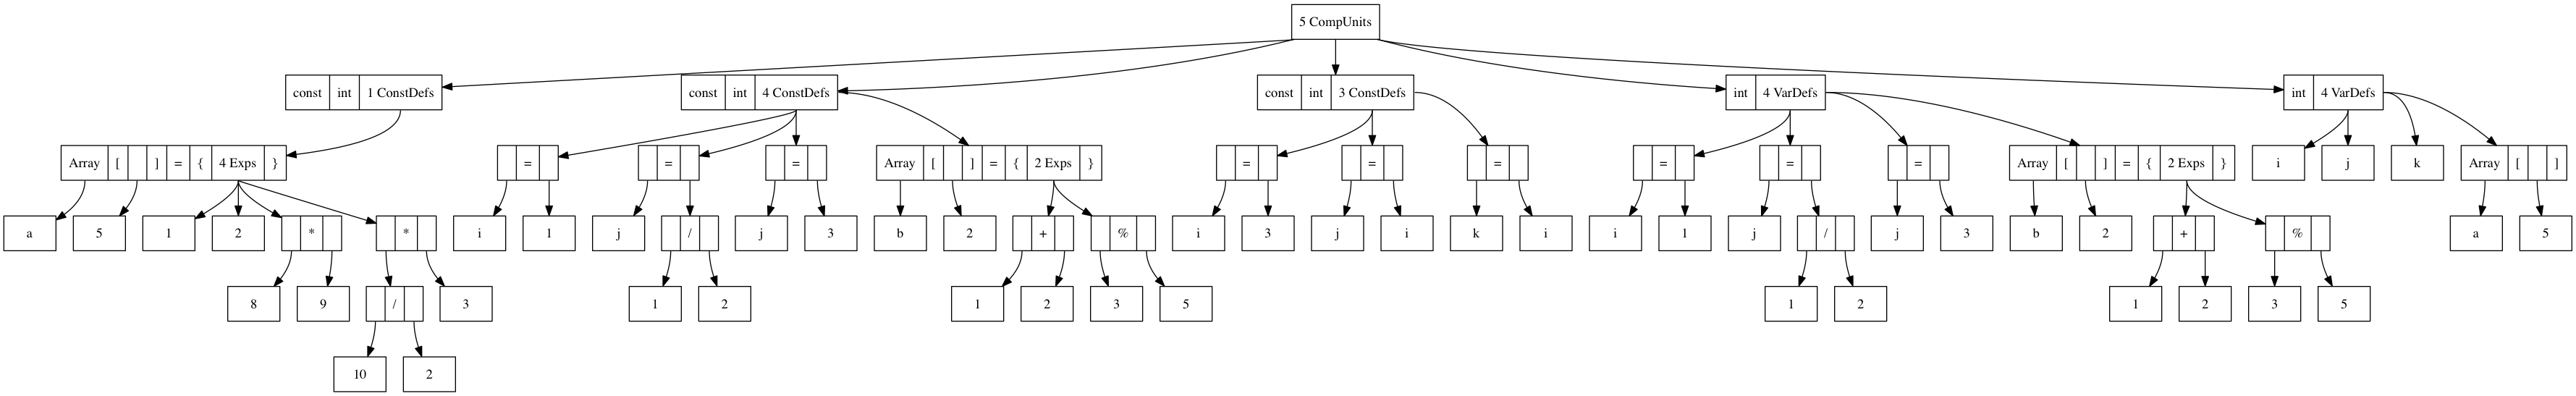 5 CompUnits
const int 1 ConstDefs const int 4 ConstDefs const int 3 ConstDefs int 4 VarDefs int 4 VarDefs
Array [ ] = { 4 Exps } = = = Array [ ] = { 2 Exps } = = = = = = Array [ ] = { 2 Exps } i j k Array [ ]
a 5 1 2 * * i 1 j / j 3 b 2 + % i 3 j i k i i 1 j / j 3 b 2 + % a 5
8 9 / 3 1 2 1 2 3 5 1 2 1 2 3 5
10 2